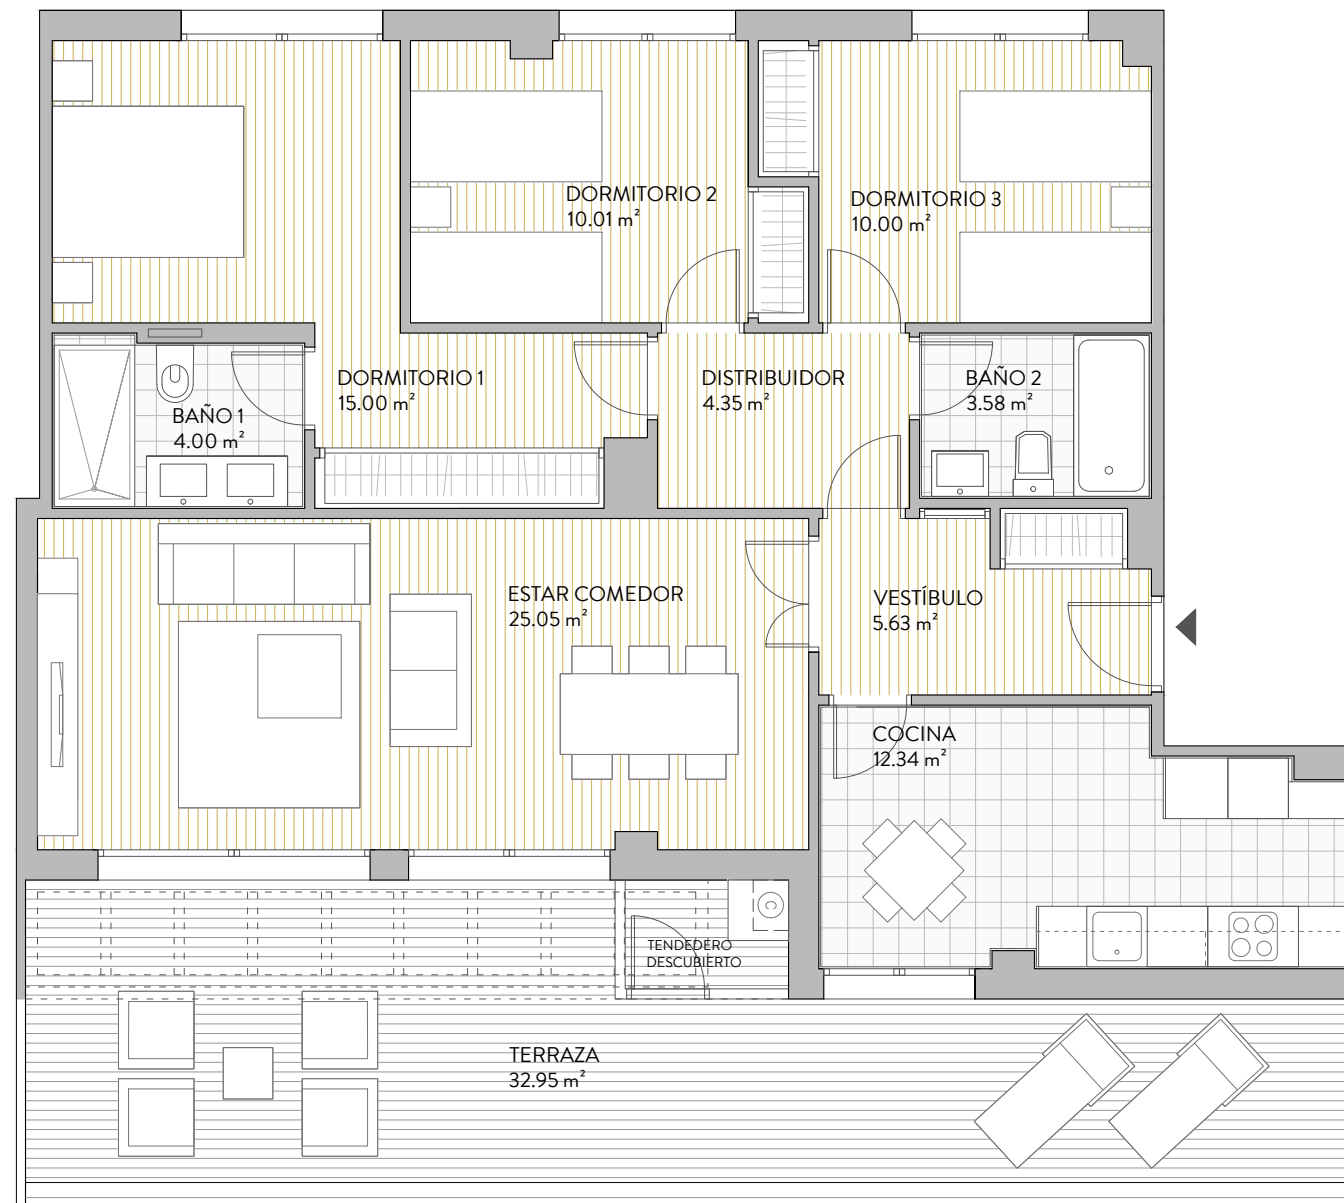 DORMITORIO 2
10.01 m²
DORMITORIO 3
10.00 m²
DORMITORIO 1
15.00 m²
DISTRIBUIDOR
4.35 m²
BAÑO 2
3.58 m²
BAÑO 1
4.00 m²
ESTAR COMEDOR
25.05 m²
VESTÍBULO
5.63 m²
COCINA
12.34 m²
TENDEDERO
DESCUBIERTO
TERRAZA
32.95 m²